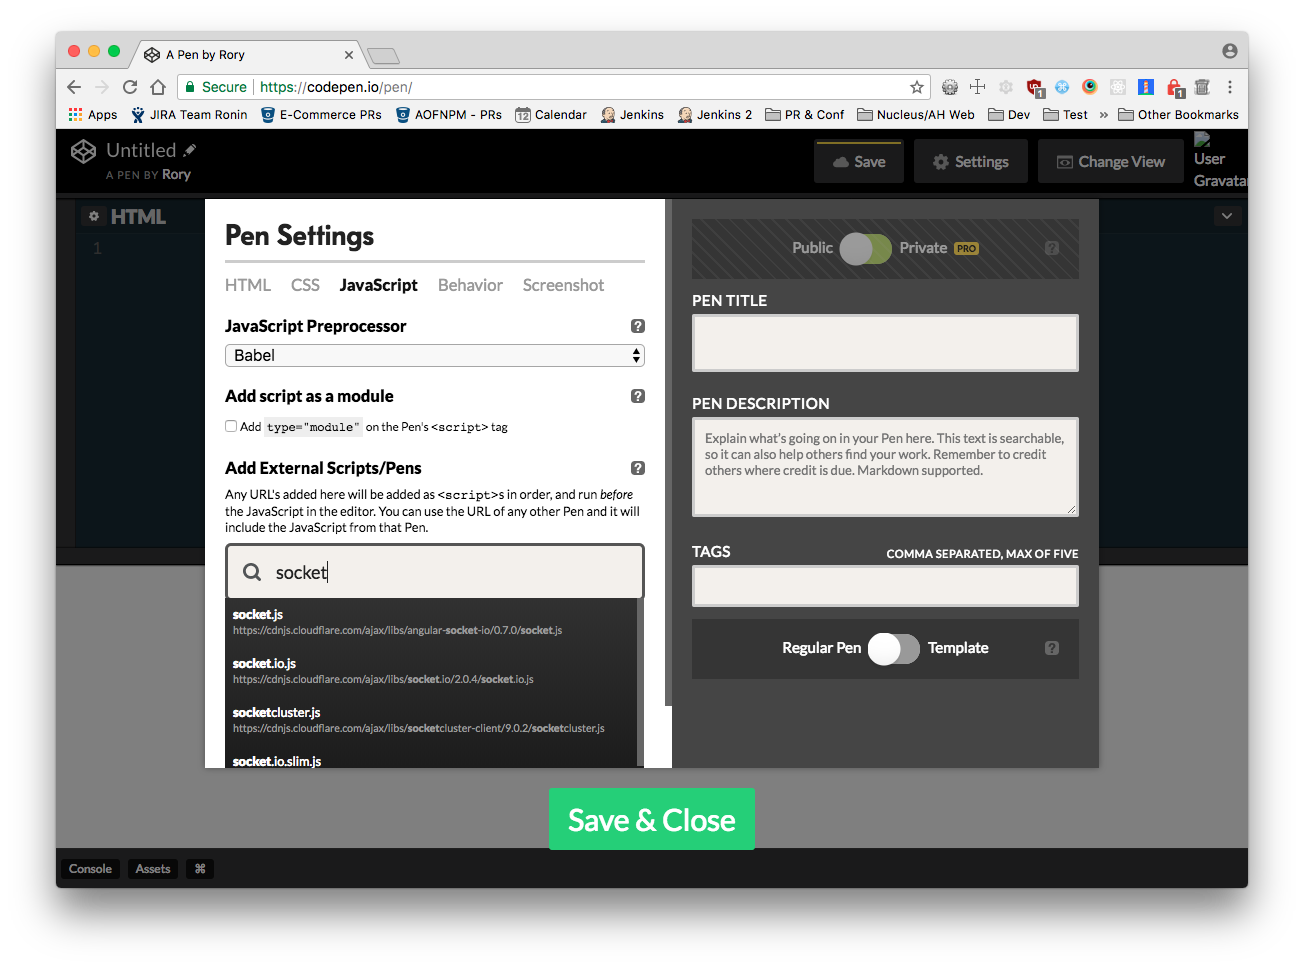 A Pen by Rory
Secure https://codepen.io/pen/
1
1
Apps JIRA Team Ronin E-Commerce PRs AOFNPM - PRs 12 Calendar Jenkins Jenkins 2 PR & Conf Nucleus/AH Web Dev Test » Other Bookmarks
Untitled
A PEN BY Rory
Save Settings Change View
User
Gravatar
HTML
1
Pen Settings
HTML CSS JavaScript Behavior Screenshot
JavaScript Preprocessor ?
Babel
Add script as a module ?
Add type="module" on the Pen's <script> tag
Add External Scripts/Pens ?
Any URL's added here will be added as <script>s in order, and run before
the JavaScript in the editor. You can use the URL of any other Pen and it will
include the JavaScript from that Pen.
socket
socket.js
https://cdnjs.cloudflare.com/ajax/libs/angular-socket-io/0.7.0/socket.js
socket.io.js
https://cdnjs.cloudflare.com/ajax/libs/socket.io/2.0.4/socket.io.js
socketcluster.js
https://cdnjs.cloudflare.com/ajax/libs/socketcluster-client/9.0.2/socketcluster.js
socket.io.slim.js
Public Private PRO ?
PEN TITLE
PEN DESCRIPTION
Explain what's going on in your Pen here. This text is searchable,
so it can also help others find your work. Remember to credit
others where credit is due. Markdown supported.
TAGS COMMA SEPARATED, MAX OF FIVE
Regular Pen Template ?
Save & Close
Console Assets ⌘